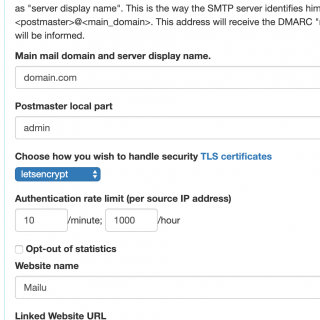 as "server display name". This is the way the SMTP server identifies him
<postmaster>@<main_domain>. This address will receive the DMARC "
will be informed.
Main mail domain and server display name.
domain.com
Postmaster local part
admin
Choose how you wish to handle security TLS certificates
letsencrypt
Authentication rate limit (per source IP address)
10 /minute; 1000 /hour
Opt-out of statistics
Website name
Mailu
Linked Website URL